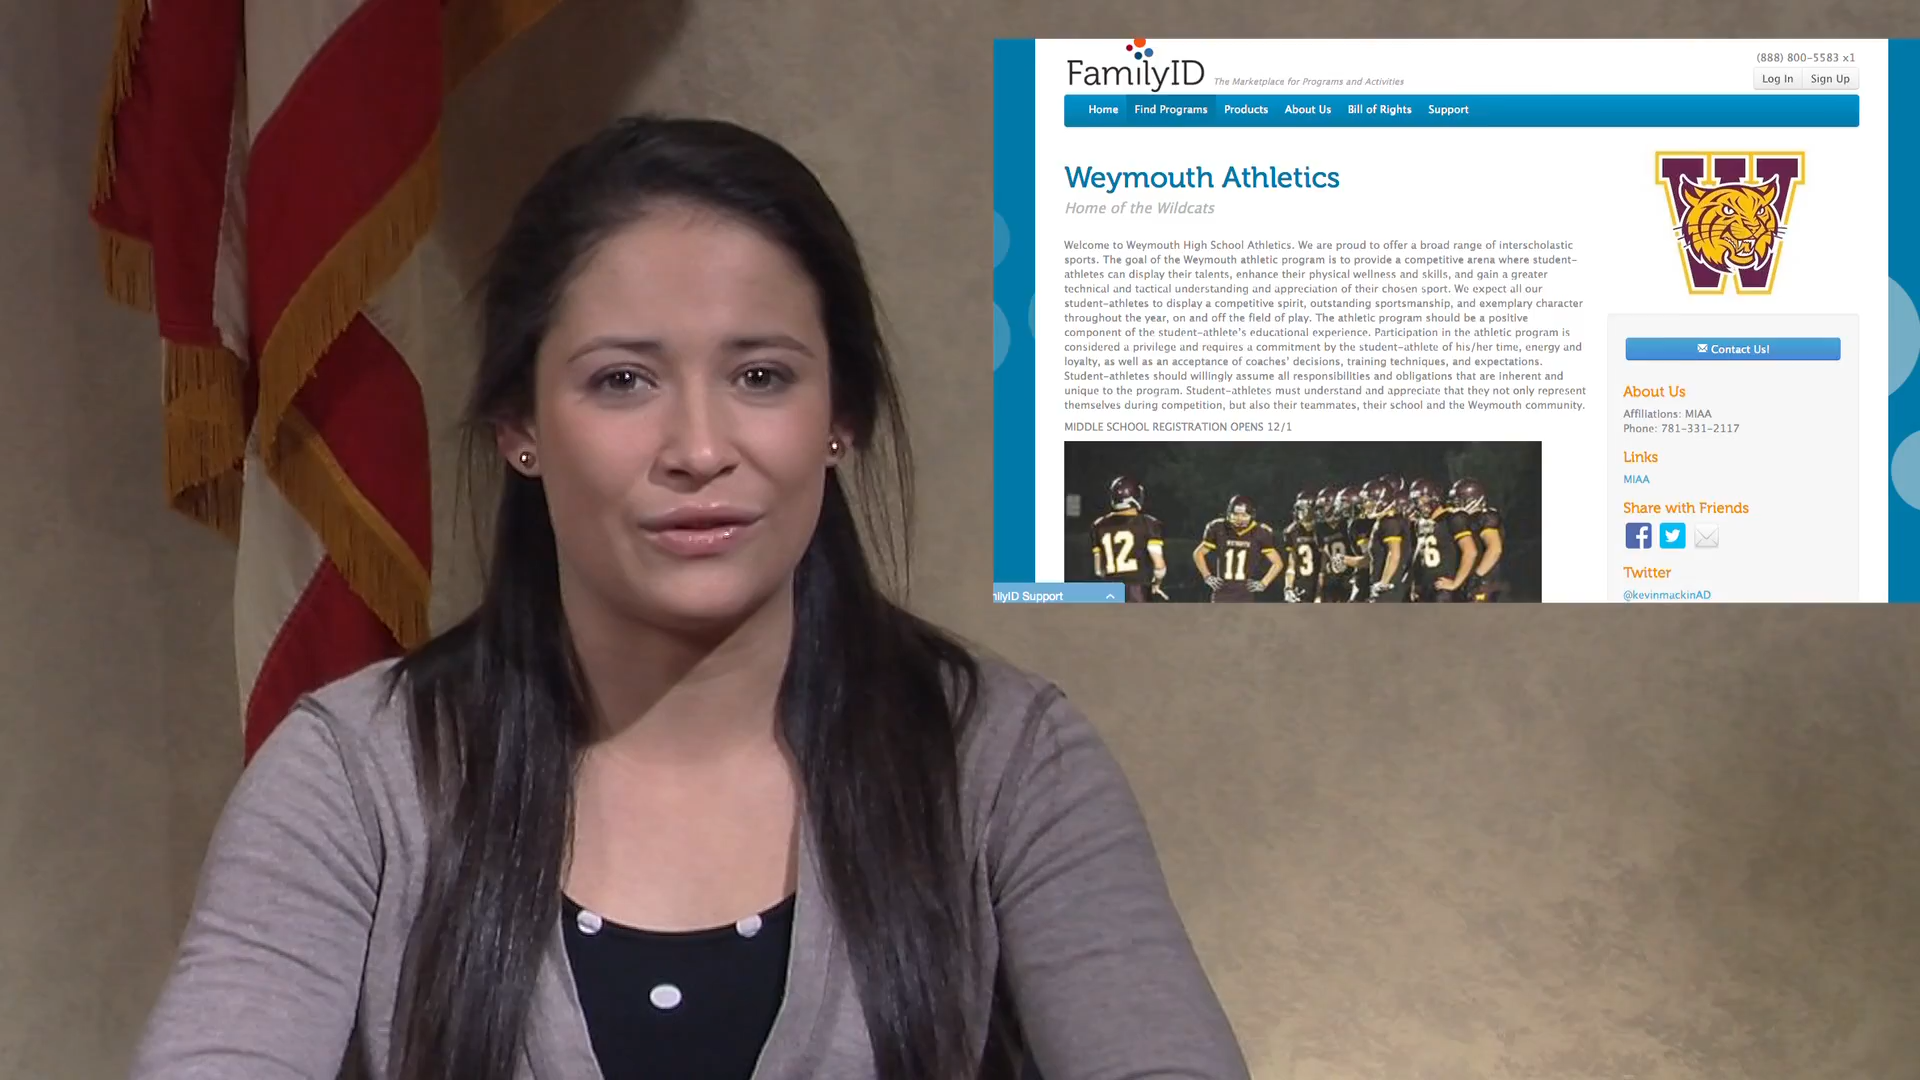 FamilyID
The Marketplace for Programs and Activities
(888) 800-5583 x1
Log In
Sign Up
Home
Find Programs
Products
About Us
Bill of Rights
Support
Weymouth Athletics
Home of the Wildcats
Welcome to Weymouth High School Athletics. We are proud to offer a broad range of interscholastic
sports. The goal of the Weymouth athletic program is to provide a competitive arena where student-
athletes can display their talents, enhance their physical wellness and skills, and gain a greater
technical and tactical understanding and appreciation of their chosen sport. We expect all our
student-athletes to display a competitive spirit, outstanding sportsmanship, and exemplary character
throughout the year, on and off the field of play. The athletic program should be a positive
component of the student-athlete's educational experience. Participation in the athletic program is
considered a privilege and requires a commitment by the student-athlete of his/her time, energy and
loyalty, as well as an acceptance of coaches' decisions, training techniques, and expectations.
Student-athletes should willingly assume all responsibilities and obligations that are inherent and
unique to the program. Student-athletes must understand and appreciate that they not only represent
themselves during competition, but also their teammates, their school and the Weymouth community.
MIDDLE SCHOOL REGISTRATION OPENS 12/1
12
11
3
6
ilyID Support
W
Contact Us!
About Us
Affiliations: MIAA
Phone: 781-331-2117
Links
MIAA
Share with Friends
Twitter
@kevinmackinAD